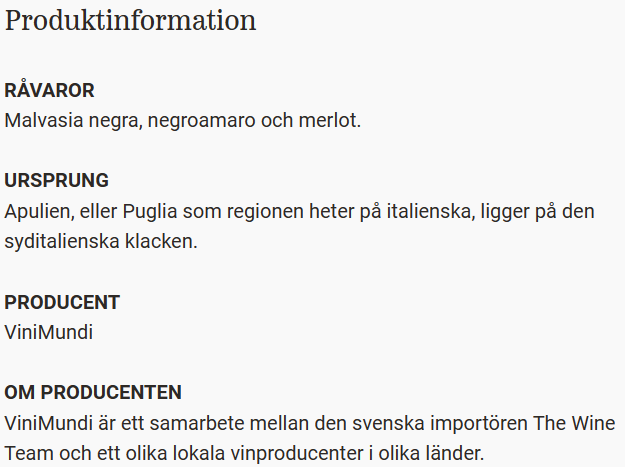 Produktinformation
RÅVAROR
Malvasia negra, negroamaro och merlot.
URSPRUNG
Apulien, eller Puglia som regionen heter på italienska, ligger på den
syditalienska klacken.
PRODUCENT
ViniMundi
OM PRODUCENTEN
ViniMundi är ett samarbete mellan den svenska importören The Wine
Team och ett olika lokala vinproducenter i olika länder.